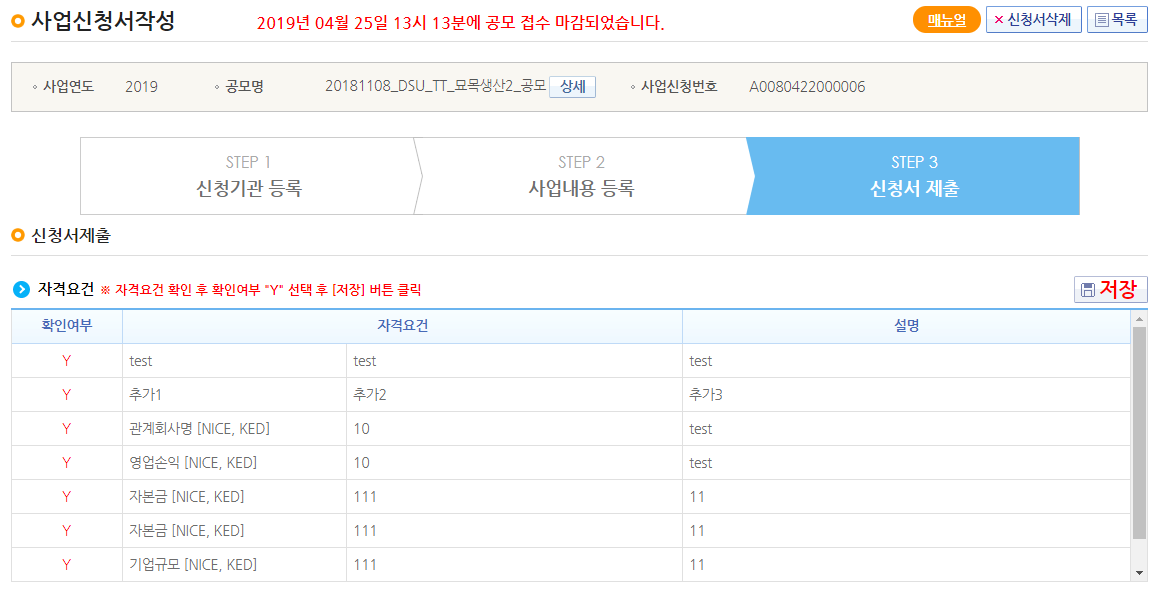 사업신청서작성 2019년 04월 25일 13시 13분에 공모 접수 마감되었습니다. 매뉴얼 × 신청서삭제 목록
사업연도 2019 공모명 20181108_DSU_TT_묘목생산2_공모 상세 사업신청번호 A0080422000006
STEP 1 STEP 2 STEP 3
신청기관 등록 사업내용 등록 신청서 제출
신청서제출
자격요건 ※ 자격요건 확인 후 확인여부 "Y" 선택 후 [저장] 버튼 클릭 저장
확인여부 자격요건 설명
Y test test test
Y 추가1 추가2 추가3
Y 관계회사명 [NICE, KED] 10 test
Y 영업손익 [NICE, KED] 10 test
Y 자본금 [NICE, KED] 111 11
Y 자본금 [NICE, KED] 111 11
Y 기업규모 [NICE, KED] 111 11